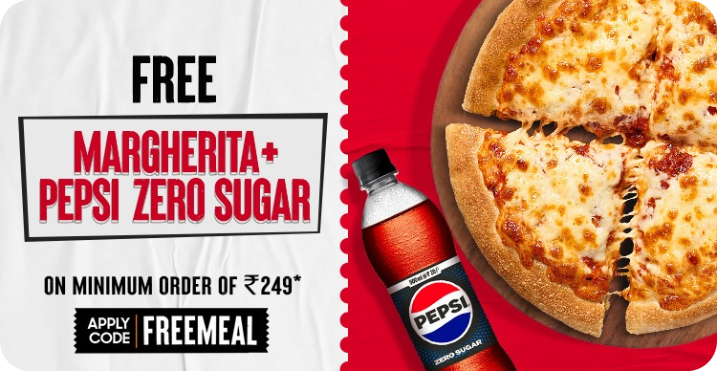 FREE
MARGHERITA+
PEPSI ZERO SUGAR
ON MINIMUM ORDER OF ₹249*
APPLY
CODE
FREEMEAL
PEPSI
ZERO SUGAR